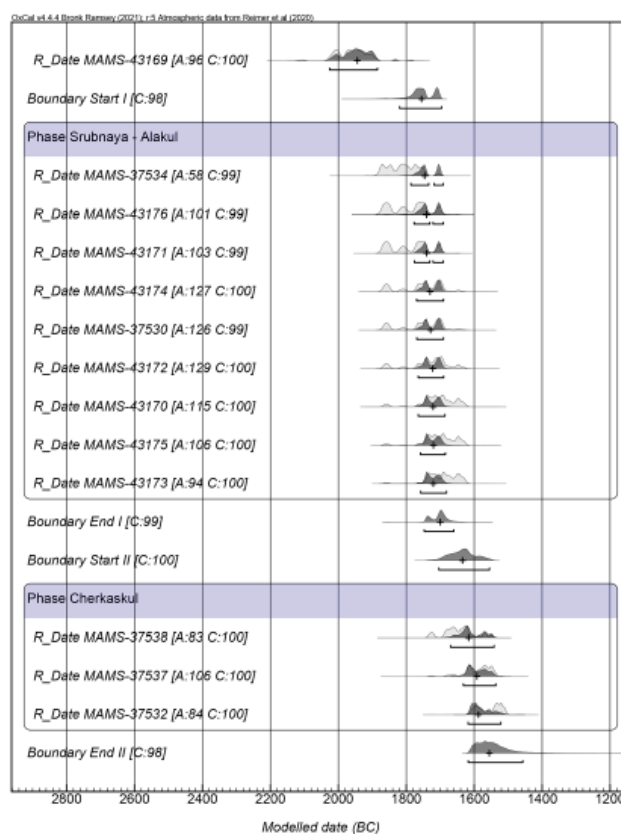 OxCal v4.4.4 Bronk Ramsey (2021); r:5 Atmospheric data from Reimer et al (2020)
R_Date MAMS-43169 [A:96 C:100]
Boundary Start I [C:98]
Phase Srubnaya - Alakul
R_Date MAMS-37534 [A:58 C:99]
R_Date MAMS-43176 [A:101 C:99]
R_Date MAMS-43171 [A:103 C:99]
R_Date MAMS-43174 [A:127 C:100]
R_Date MAMS-37530 [A:126 C:99]
R_Date MAMS-43172 [A:129 C:100]
R_Date MAMS-43170 [A:115 C:100]
R_Date MAMS-43175 [A:106 C:100]
R_Date MAMS-43173 [A:94 C:100]
Boundary End I [C:99]
Boundary Start II [C:100]
Phase Cherkaskul
R_Date MAMS-37538 [A:83 C:100]
R_Date MAMS-37537 [A:106 C:100]
R_Date MAMS-37532 [A:84 C:100]
Boundary End II [C:98]
2800 2600 2400 2200 2000 1800 1600 1400 1200
Modelled date (BC)